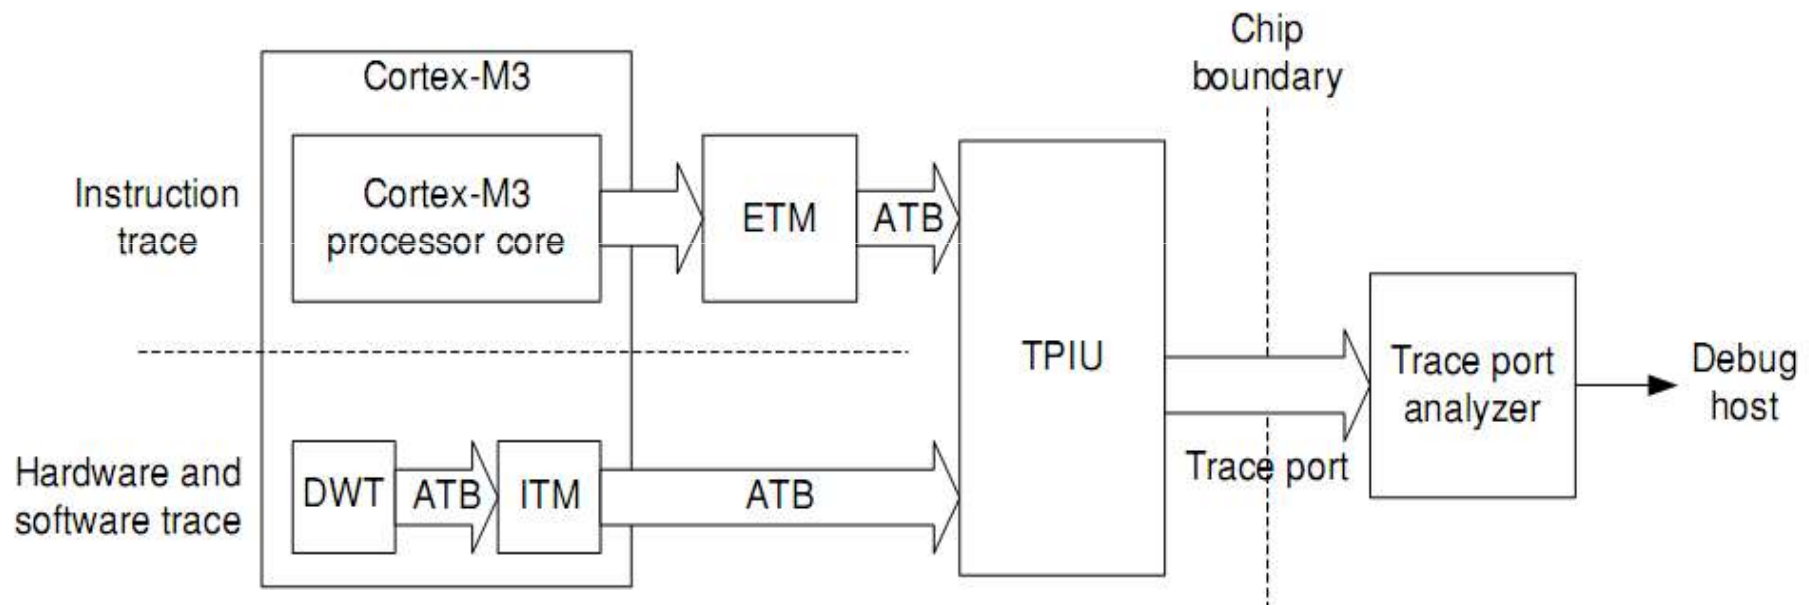 Chip
boundary
Cortex-M3
Instruction
trace
Cortex-M3
processor core
ETM
ATB
TPIU
Trace port
analyzer
Debug
host
Trace port
Hardware and
software trace
DWT
ATB
ITM
ATB